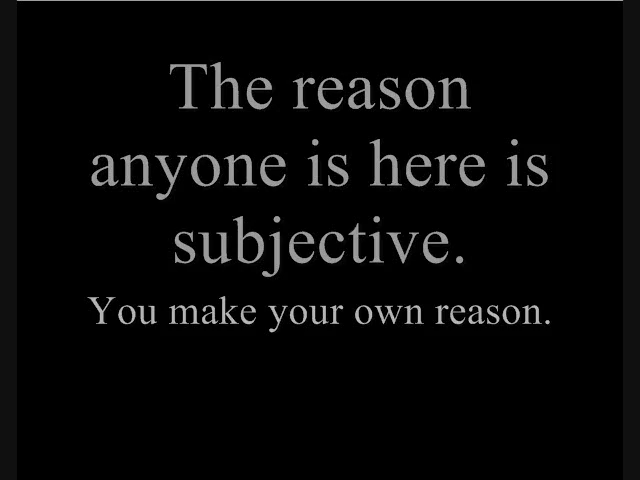 The reason
anyone is here is
subjective.
You make your own reason.